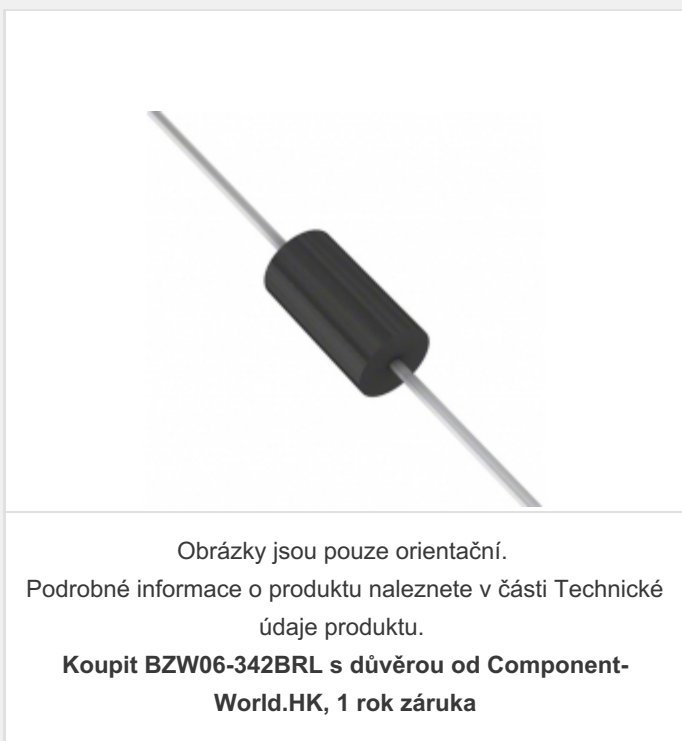 Obrázky jsou pouze orientační.
Podrobné informace o produktu naleznete v části Technické
údaje produktu.
Koupit BZW06-342BRL s důvěrou od Component-
World.HK, 1 rok záruka